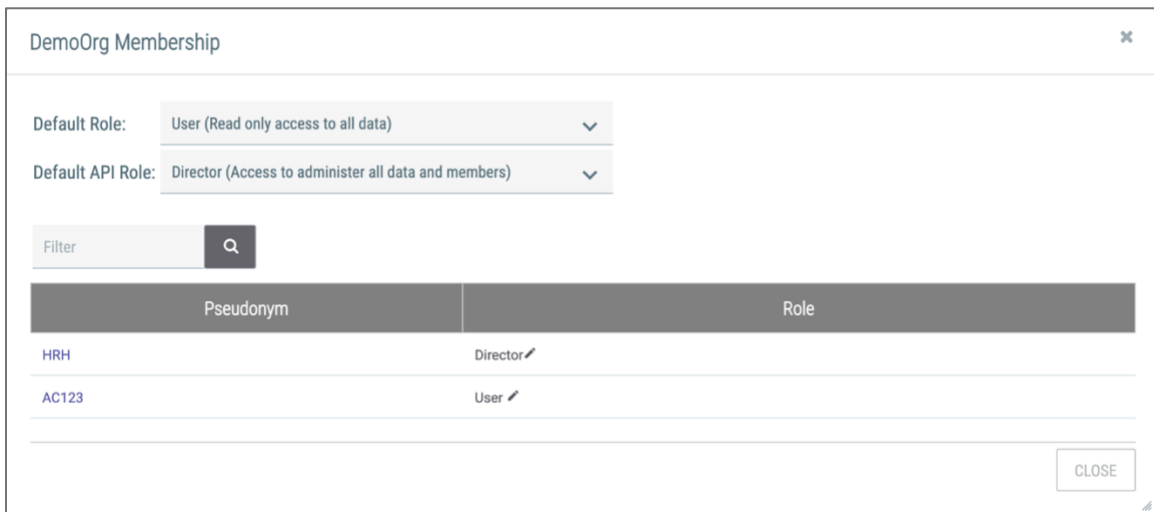 DemoOrg Membership
Default Role: User (Read only access to all data)
Default API Role: Director (Access to administer all data and members)
Filter
Pseudonym Role
HRH Director
AC123 User
CLOSE